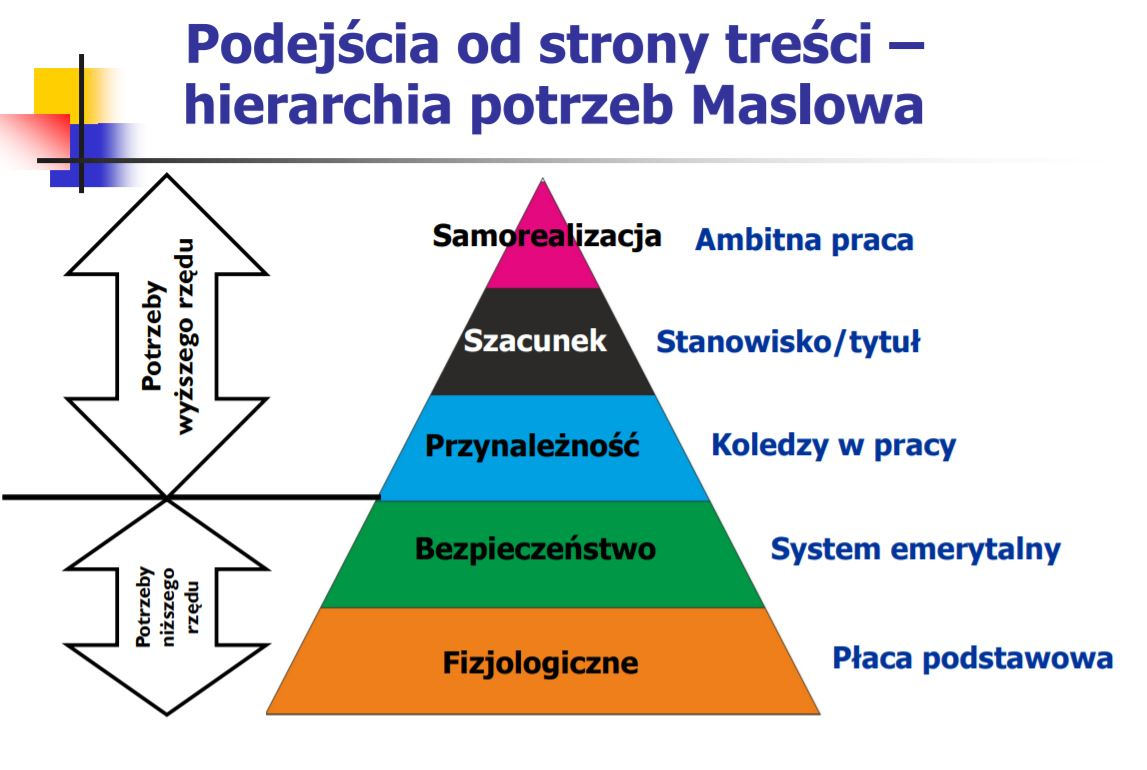 Podejścia od strony treści –
hierarchia potrzeb Maslowa
Potrzeby
wyższego rzędu
Samorealizacja
Ambitna praca
Szacunek
Stanowisko/tytuł
Przynależność
Koledzy w pracy
Potrzeby
niższego
rzędu
Bezpieczeństwo
System emerytalny
Fizjologiczne
Płaca podstawowa